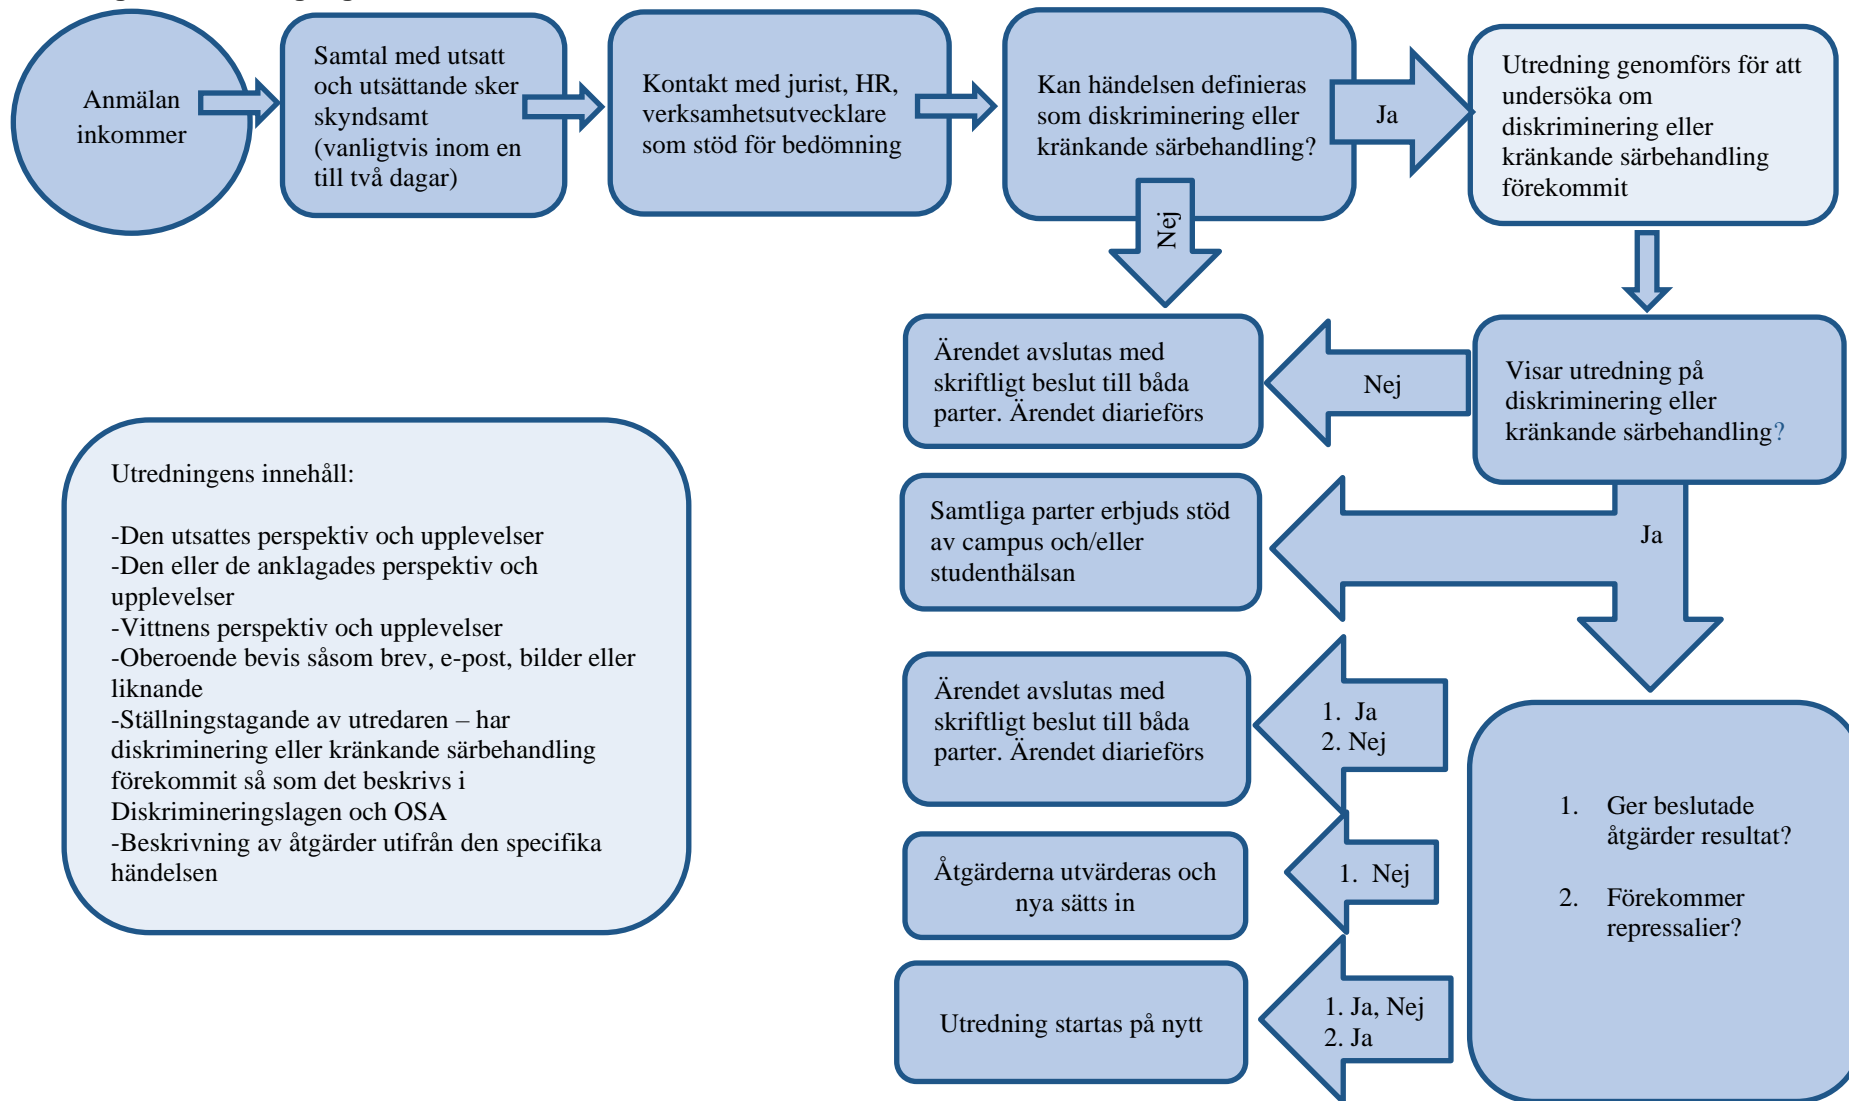 Anmälan
inkommer
Samtal med utsatt
och utsättande sker
skyndsamt
(vanligtvis inom en
till två dagar)
Kontakt med jurist, HR,
verksamhetsutvecklare
som stöd för bedömning
Kan händelsen definieras
som diskriminering eller
kränkande särbehandling?
Ja
Utredning genomförs för att
undersöka om
diskriminering eller
kränkande särbehandling
förekommit
Nej
Ärendet avslutas med
skriftligt beslut till båda
parter. Ärendet diarieförs
Nej
Visar utredning på
diskriminering eller
kränkande särbehandling?
Utredningens innehåll:
-Den utsattes perspektiv och upplevelser
-Den eller de anklagades perspektiv och
upplevelser
-Vittnens perspektiv och upplevelser
-Oberoende bevis såsom brev, e-post, bilder eller
liknande
-Ställningstagande av utredaren – har
diskriminering eller kränkande särbehandling
förekommit så som det beskrivs i
Diskrimineringslagen och OSA
-Beskrivning av åtgärder utifrån den specifika
händelsen
Samtliga parter erbjuds stöd
av campus och/eller
studenthälsan
Ja
Ärendet avslutas med
skriftligt beslut till båda
parter. Ärendet diarieförs
1. Ja
2. Nej
1. Ger beslutade
åtgärder resultat?
2. Förekommer
repressalier?
Åtgärderna utvärderas och
nya sätts in
1. Nej
Utredning startas på nytt
1. Ja, Nej
2. Ja